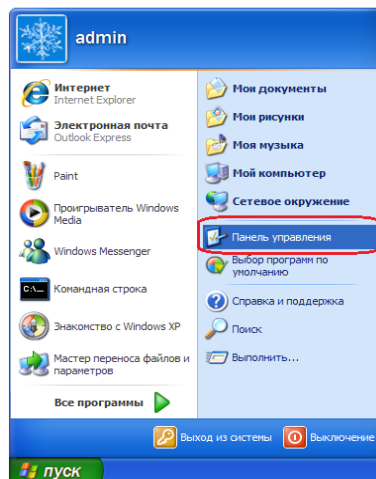 admin
Интернет
Internet Explorer
Электронная почта
Outlook Express
Paint
Проигрыватель Windows
Media
Windows Messenger
Командная строка
Знакомство с Windows XP
Мастер переноса файлов и
параметров
Все программы
Мои документы
Мои рисунки
Моя музыка
Мой компьютер
Сетевое окружение
Панель управления
Выбор программ по
умолчанию
Справка и поддержка
Поиск
Выполнить...
Выход из системы
Выключение
пуск